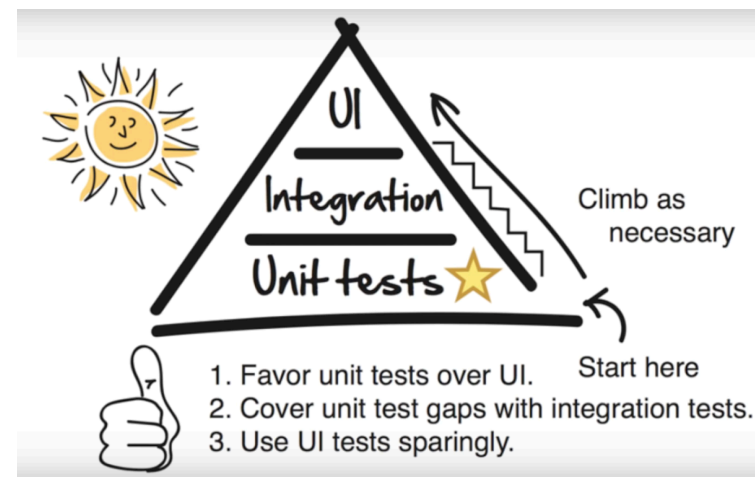 UI
Integration
Unit tests
Climb as
necessary
Start here
1. Favor unit tests over UI.
2. Cover unit test gaps with integration tests.
3. Use UI tests sparingly.